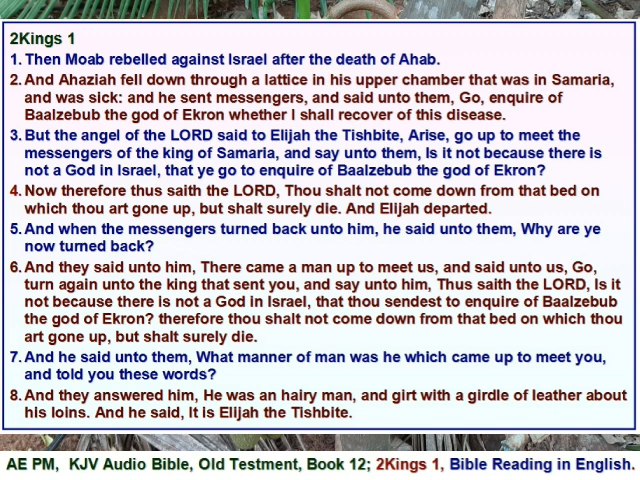 2Kings 1
1. Then Moab rebelled against Israel after the death of Ahab.
2. And Ahaziah fell down through a lattice in his upper chamber that was in Samaria,
and was sick: and he sent messengers, and said unto them, Go, enquire of
Baalzebub the god of Ekron whether I shall recover of this disease.
3. But the angel of the LORD said to Elijah the Tishbite, Arise, go up to meet the
messengers of the king of Samaria, and say unto them, Is it not because there is
not a God in Israel, that ye go to enquire of Baalzebub the god of Ekron?
4. Now therefore thus saith the LORD, Thou shalt not come down from that bed on
which thou art gone up, but shalt surely die. And Elijah departed.
5. And when the messengers turned back unto him, he said unto them, Why are ye
now turned back?
6. And they said unto him, There came a man up to meet us, and said unto us, Go,
turn again unto the king that sent you, and say unto him, Thus saith the LORD, Is it
not because there is not a God in Israel, that thou sendest to enquire of Baalzebub
the god of Ekron? therefore thou shalt not come down from that bed on which thou
art gone up, but shalt surely die.
7. And he said unto them, What manner of man was he which came up to meet you,
and told you these words?
8. And they answered him, He was an hairy man, and girt with a girdle of leather about
his loins. And he said, It is Elijah the Tishbite.
AE PM, KJV Audio Bible, Old Testment, Book 12; 2Kings 1, Bible Reading in English.